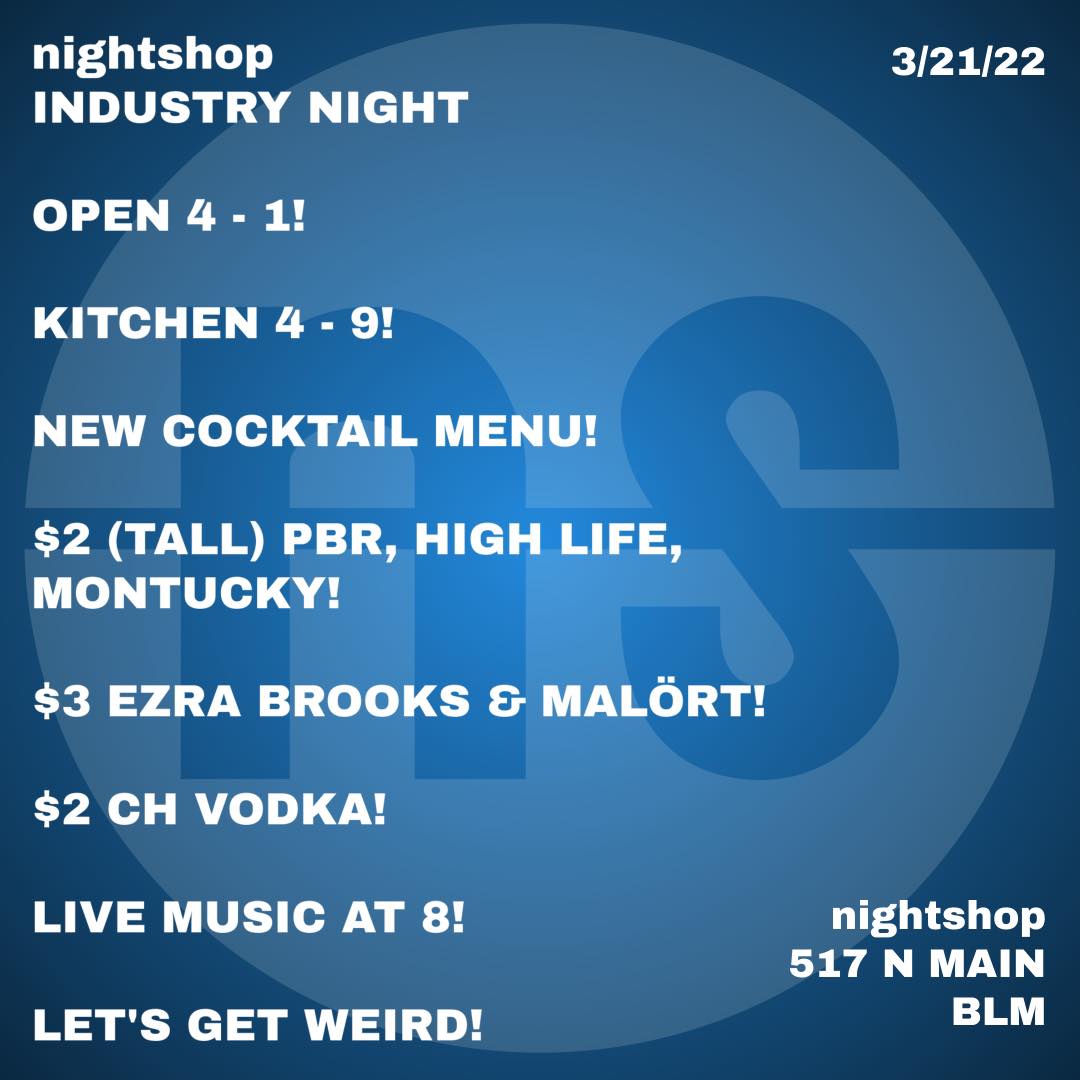 nightshop
INDUSTRY NIGHT
3/21/22
OPEN 4 - 1!
KITCHEN 4 - 9!
NEW COCKTAIL MENU!
$2 (TALL) PBR, HIGH LIFE,
MONTUCKY!
$3 EZRA BROOKS & MALÖRT!
$2 CH VODKA!
LIVE MUSIC AT 8!
LET'S GET WEIRD!
nightshop
517 N MAIN
BLM
ns